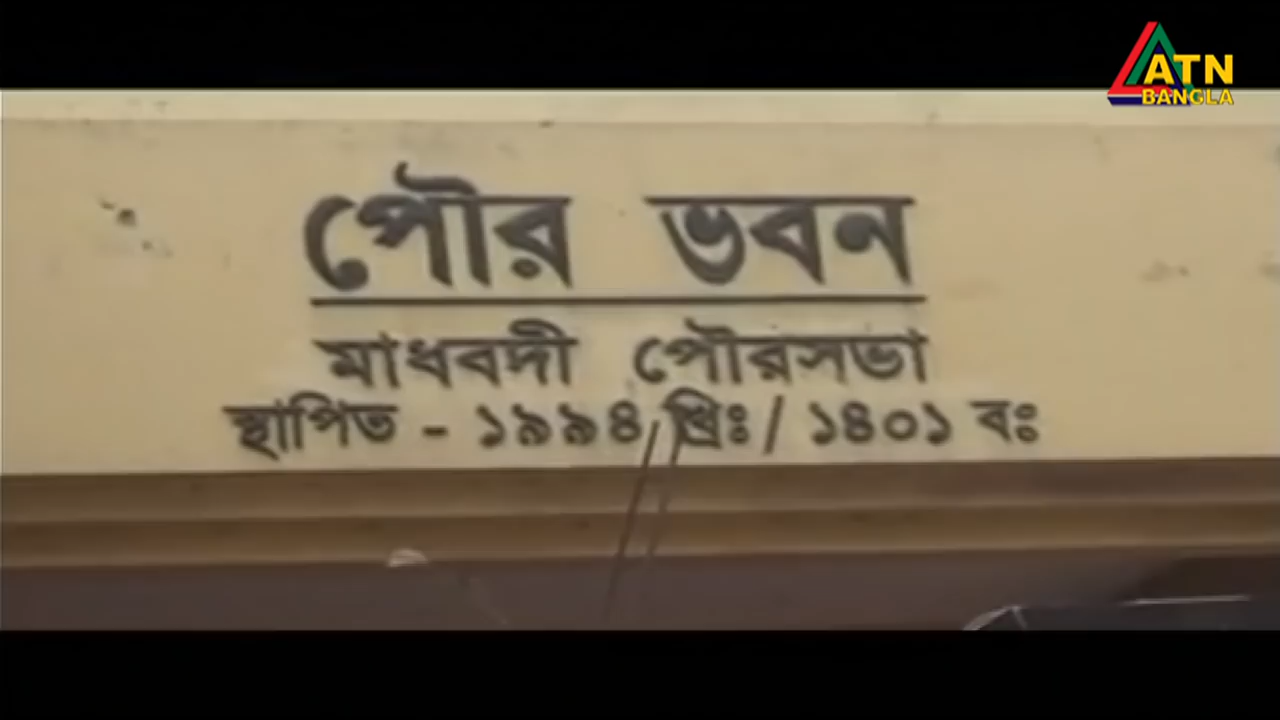 ATN
BANGLA
পৌর ভবন
মাধবদী পৌরসভা
স্থাপিত - ১৯৯৪ খ্রিঃ / ১৪০১ বঃ